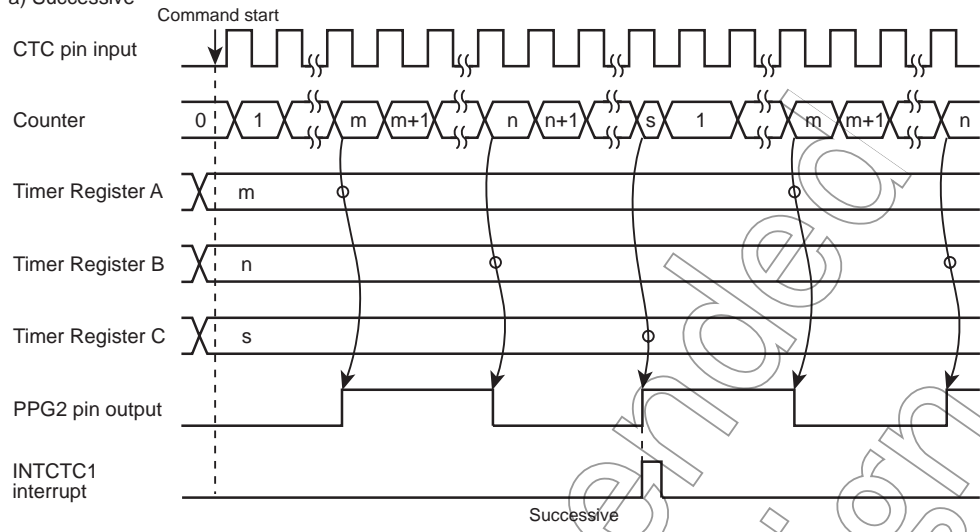 a) Successive
Command start
CTC pin input
Counter 0 1 m m+1 n n+1 s 1 m m+1 n
Timer Register A m
Timer Register B n
Timer Register C s
PPG2 pin output
INTCTC1
interrupt
Successive